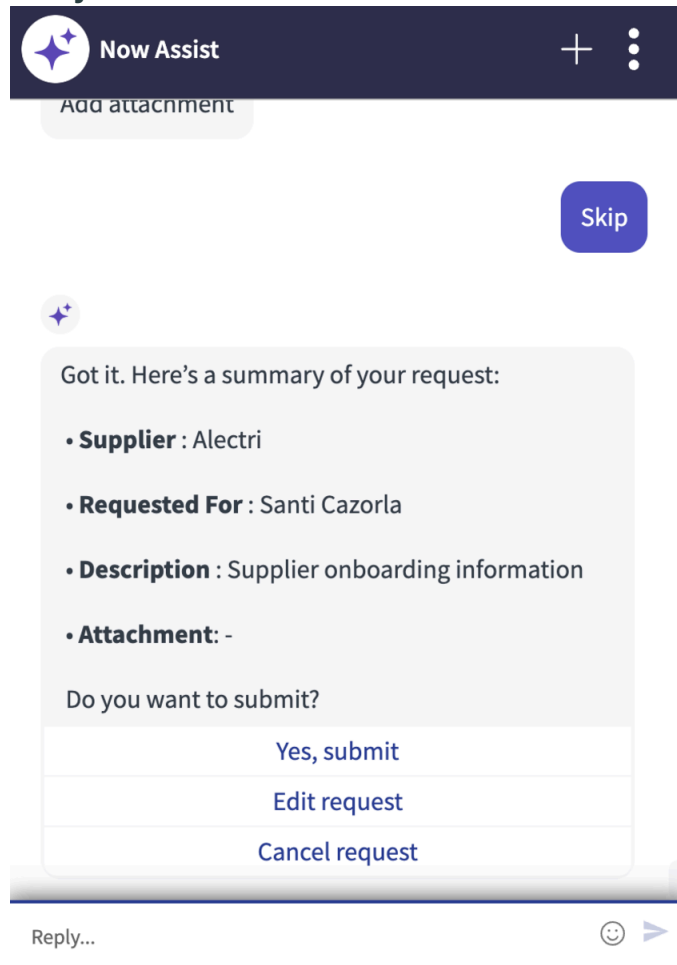 Now Assist
Add attachment
Skip
Got it. Here’s a summary of your request:
• Supplier : Alectri
• Requested For : Santi Cazorla
• Description : Supplier onboarding information
• Attachment: -
Do you want to submit?
Yes, submit
Edit request
Cancel request
Reply...